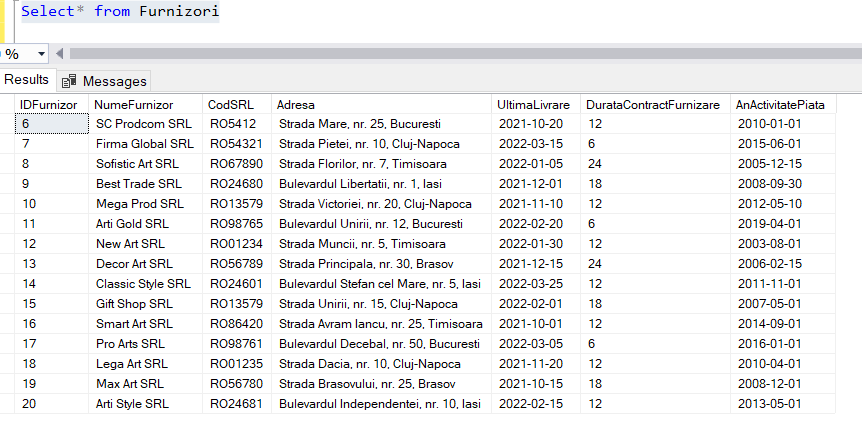 Select* from Furnizori
%
Results Messages
IDFurnizor NumeFurnizor CodSRL Adresa UltimaLivrare DurataContractFurnizare AnActivitatePiata
6 SC Prodcom SRL RO5412 Strada Mare, nr. 25, Bucuresti 2021-10-20 12 2010-01-01
7 Firma Global SRL RO54321 Strada Pietei, nr. 10, Cluj-Napoca 2022-03-15 6 2015-06-01
8 Sofistic Art SRL RO67890 Strada Florilor, nr. 7, Timisoara 2022-01-05 24 2005-12-15
9 Best Trade SRL RO24680 Bulevardul Libertatii, nr. 1, Iasi 2021-12-01 18 2008-09-30
10 Mega Prod SRL RO13579 Strada Victoriei, nr. 20, Cluj-Napoca 2021-11-10 12 2012-05-10
11 Arti Gold SRL RO98765 Bulevardul Unirii, nr. 12, Bucuresti 2022-02-20 6 2019-04-01
12 New Art SRL RO01234 Strada Muncii, nr. 5, Timisoara 2022-01-30 12 2003-08-01
13 Decor Art SRL RO56789 Strada Principala, nr. 30, Brasov 2021-12-15 24 2006-02-15
14 Classic Style SRL RO24601 Bulevardul Stefan cel Mare, nr. 5, Iasi 2022-03-25 12 2011-11-01
15 Gift Shop SRL RO13579 Strada Unirii, nr. 15, Cluj-Napoca 2022-02-01 18 2007-05-01
16 Smart Art SRL RO86420 Strada Avram Iancu, nr. 25, Timisoara 2021-10-01 12 2014-09-01
17 Pro Arts SRL RO98761 Bulevardul Decebal, nr. 50, Bucuresti 2022-03-05 6 2016-01-01
18 Lega Art SRL RO01235 Strada Dacia, nr. 10, Cluj-Napoca 2021-11-20 12 2010-04-01
19 Max Art SRL RO56780 Strada Brasovului, nr. 25, Brasov 2021-10-15 18 2008-12-01
20 Arti Style SRL RO24681 Bulevardul Independentei, nr. 10, Iasi 2022-02-15 12 2013-05-01